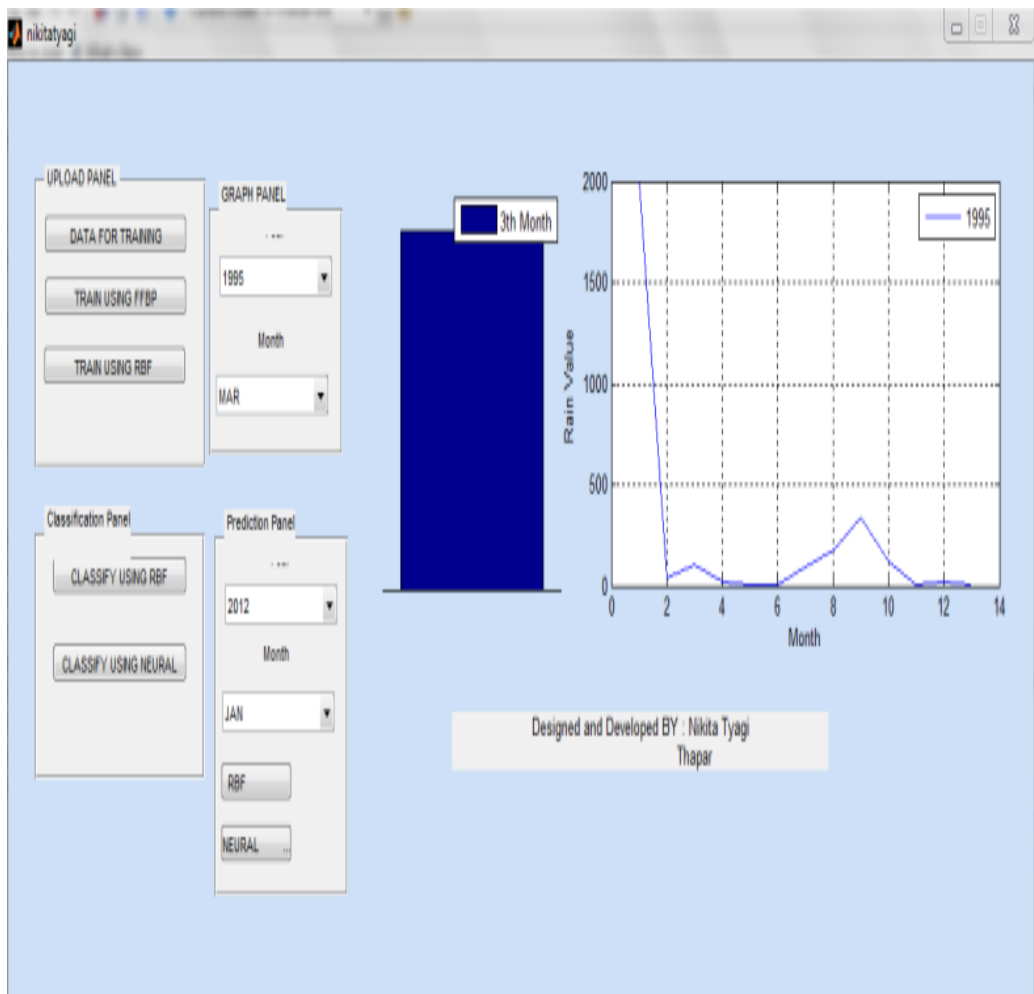 nikitatyagi
UPLOAD PANEL
DATA FOR TRAINING
TRAIN USING FFBP
TRAIN USING RBF
GRAPH PANEL
1995
Month
MAR
Classification Panel
CLASSIFY USING RBF
CLASSIFY USING NEURAL
Prediction Panel
2012
Month
JAN
RBF
NEURAL ...
3th Month
Rain Value
2000
1500
1000
500
0
1995
0 2 4 6 8 10 12 14
Month
Designed and Developed BY : Nikita Tyagi
Thapar